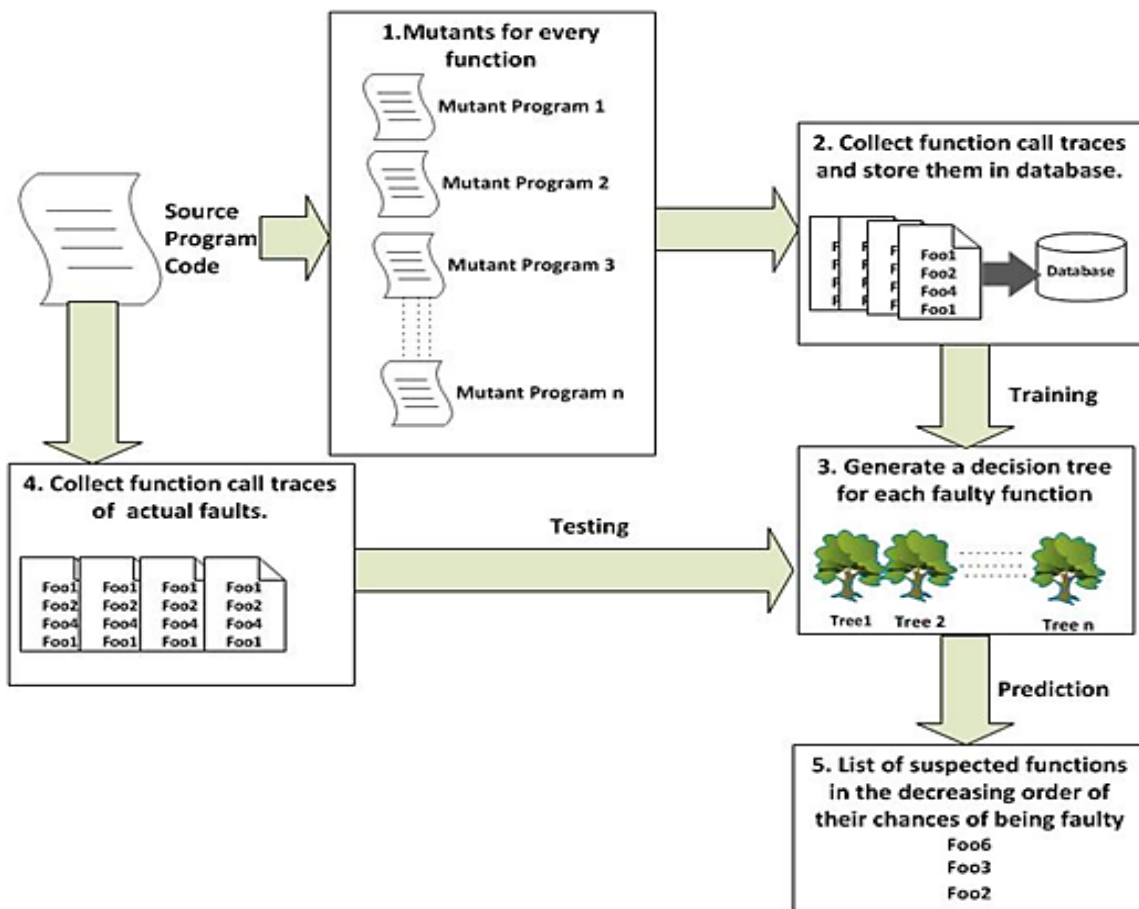 1.Mutants for every
function
Mutant Program 1
Mutant Program 2
Mutant Program 3
Mutant Program n
Source
Program
Code
2. Collect function call traces
and store them in database.
F
F
F
F
F
F
F
F
Foo1
Foo2
Foo4
Foo1
Database
Training
3. Generate a decision tree
for each faulty function
Tree1 Tree 2 Tree n
4. Collect function call traces
of actual faults.
Foo1 Foo1 Foo1 Foo1
Foo2 Foo2 Foo2 Foo2
Foo4 Foo4 Foo4 Foo4
Foo1 Foo1 Foo1 Foo1
Testing
Prediction
5. List of suspected functions
in the decreasing order of
their chances of being faulty
Foo6
Foo3
Foo2